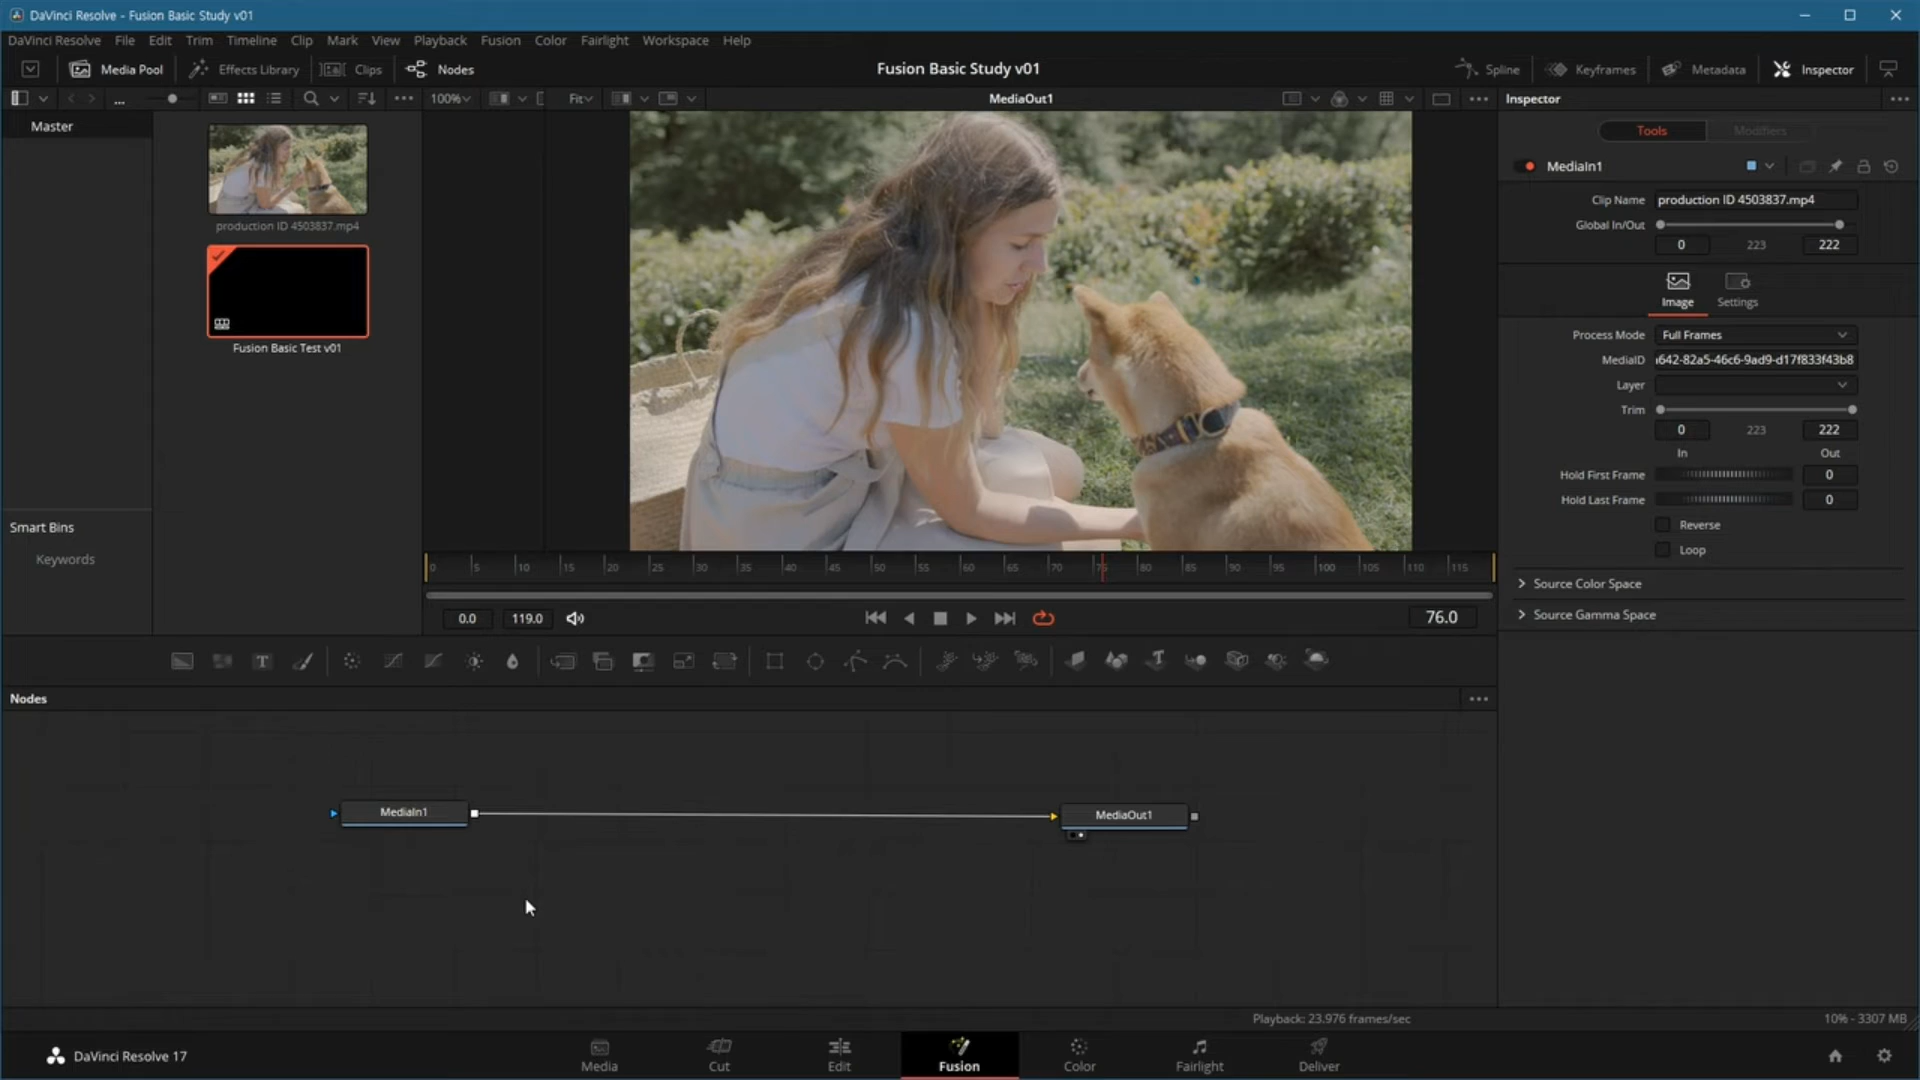 DaVinci Resolve - Fusion Basic Study v01
DaVinci Resolve File Edit Trim Timeline Clip Mark View Playback Fusion Color Fairlight Workspace Help
Media Pool Effects Library Clips Nodes Fusion Basic Study v01 Spline Keyframes Metadata Inspector
... 100% Fit MediaOut1 Inspector
Master
Tools Modifiers
MediaIn1
Clip Name production ID 4503837.mp4
Global In/Out
0 223 222
production ID 4503837.mp4
Fusion Basic Test v01
Image Settings
Process Mode Full Frames
MediaID 642-82a5-46c6-9ad9-d17f833f43b8
Layer
Trim
0 223 222
In Out
Hold First Frame 0
Hold Last Frame 0
Reverse
Loop
Source Color Space
Source Gamma Space
Smart Bins
Keywords
0 5 10 15 20 25 30 35 40 45 50 55 60 65 70 75 80 85 90 95 100 105 110 115
0.0 119.0 76.0
T
Nodes
MediaIn1 MediaOut1
Playback: 23.976 frames/sec 10% - 3307 MB
DaVinci Resolve 17 Media Cut Edit Fusion Color Fairlight Deliver